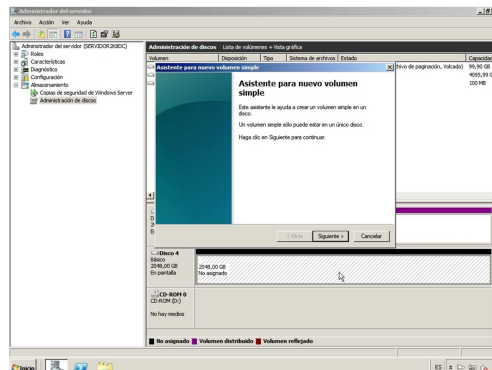 Administrador del servidor
Archivo Acción Ver Ayuda
Administrador del servidor (SERVIDOR2K8DC)
Roles
Características
Diagnóstico
Configuración
Almacenamiento
Copias de seguridad de Windows Server
Administración de discos
Administración de discos Lista de volúmenes + Vista gráfica
Volumen Disposición Tipo Sistema de archivos Estado Capacidad
Asistente para nuevo volumen simple
chivo de paginación, Volcado) 99,90 GB
4095,99 G
100 MB
Asistente para nuevo volumen
simple
Este asistente le ayuda a crear un volumen simple en un
disco.
Un volumen simple sólo puede estar en un único disco.
Haga clic en Siguiente para continuar.
< Atrás Siguiente > Cancelar
Disco 4
Básico
2048,00 GB
En pantalla
2048,00 GB
No asignado
CD-ROM 0
CD-ROM (D:)
No hay medios
No asignado Volumen distribuido Volumen reflejado
Inicio
ES